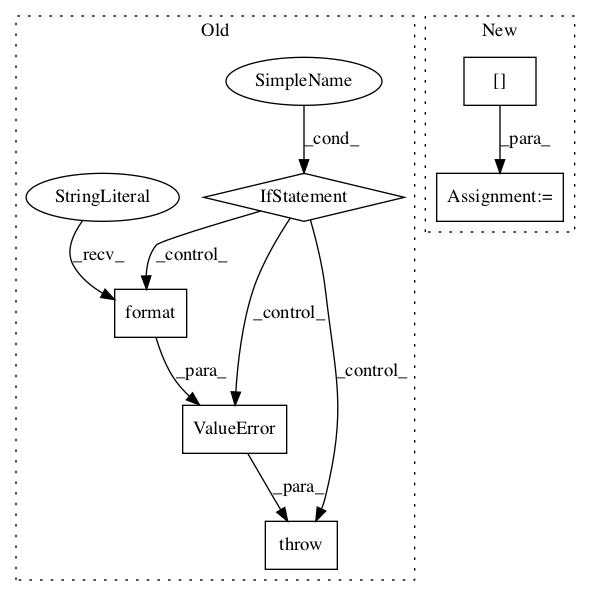 Old
New
SimpleName
[]
_cond_
_para_
StringLiteral
IfStatement
Assignment:=
_recv_
_control_
format
_control_
_para_
_control_
ValueError
_para_
throw